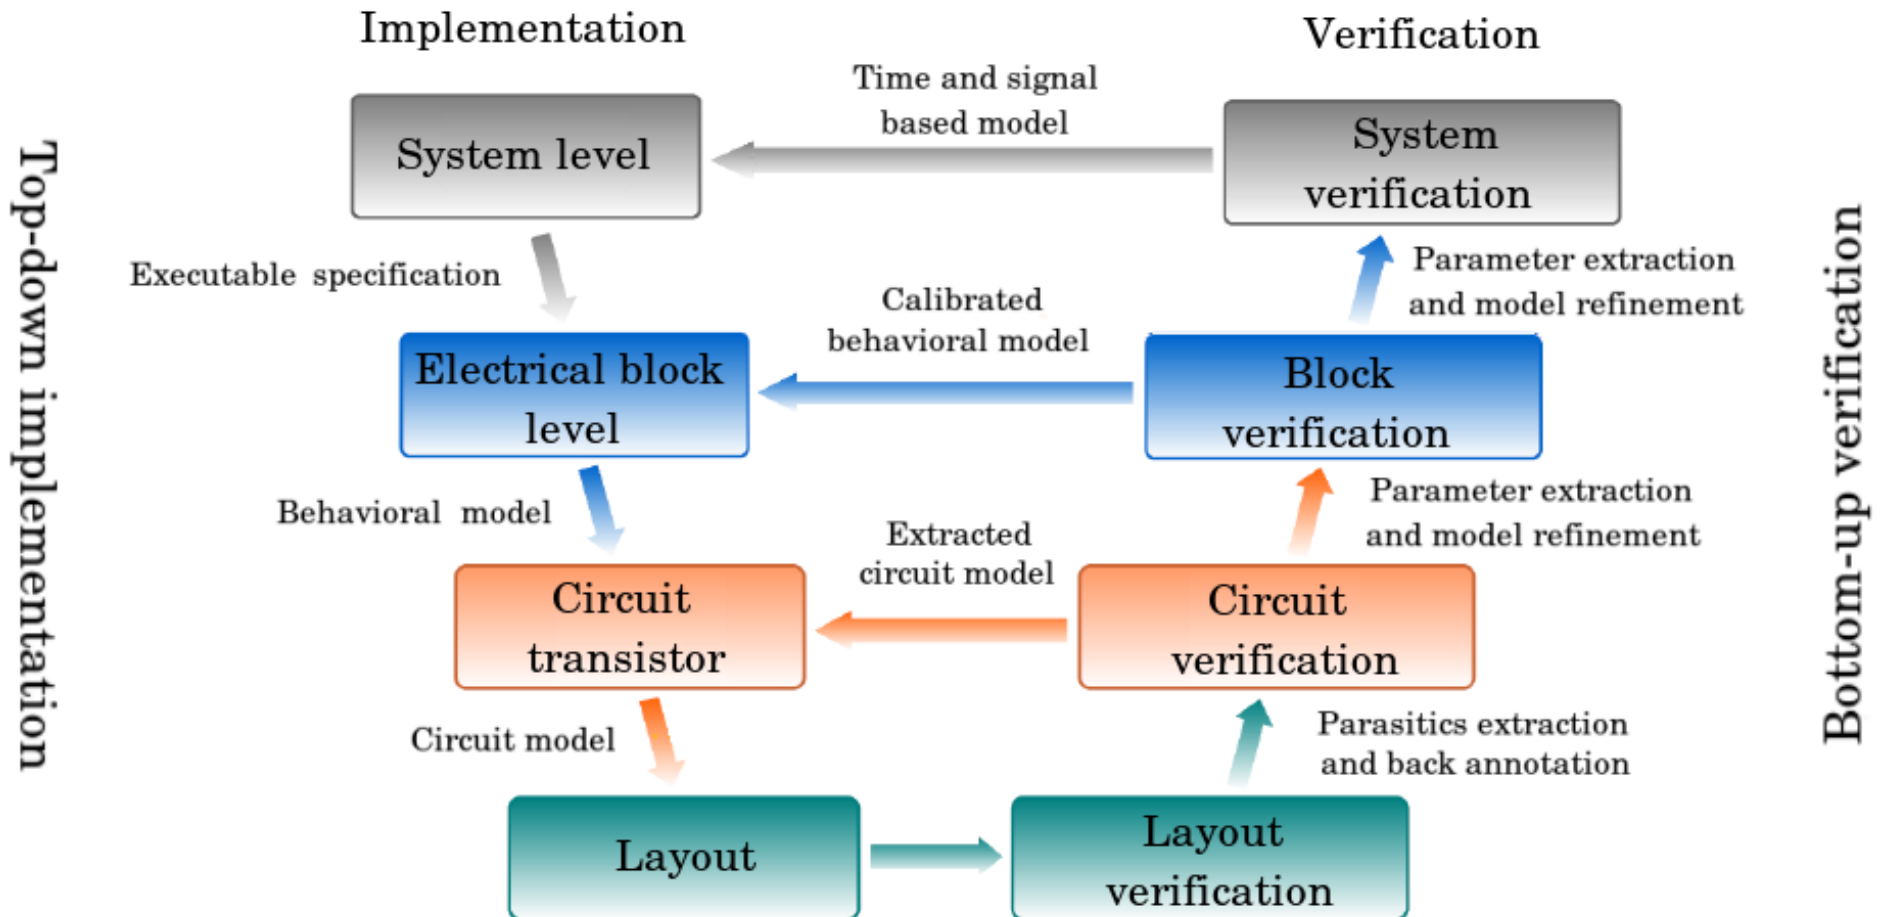 Implementation
Verification
Time and signal
based model
System level
System
verification
Top-down implementation
Bottom-up verification
Executable specification
Parameter extraction
and model refinement
Calibrated
behavioral model
Electrical block
level
Block
verification
Behavioral model
Parameter extraction
and model refinement
Extracted
circuit model
Circuit
transistor
Circuit
verification
Circuit model
Parasitics extraction
and back annotation
Layout
Layout
verification